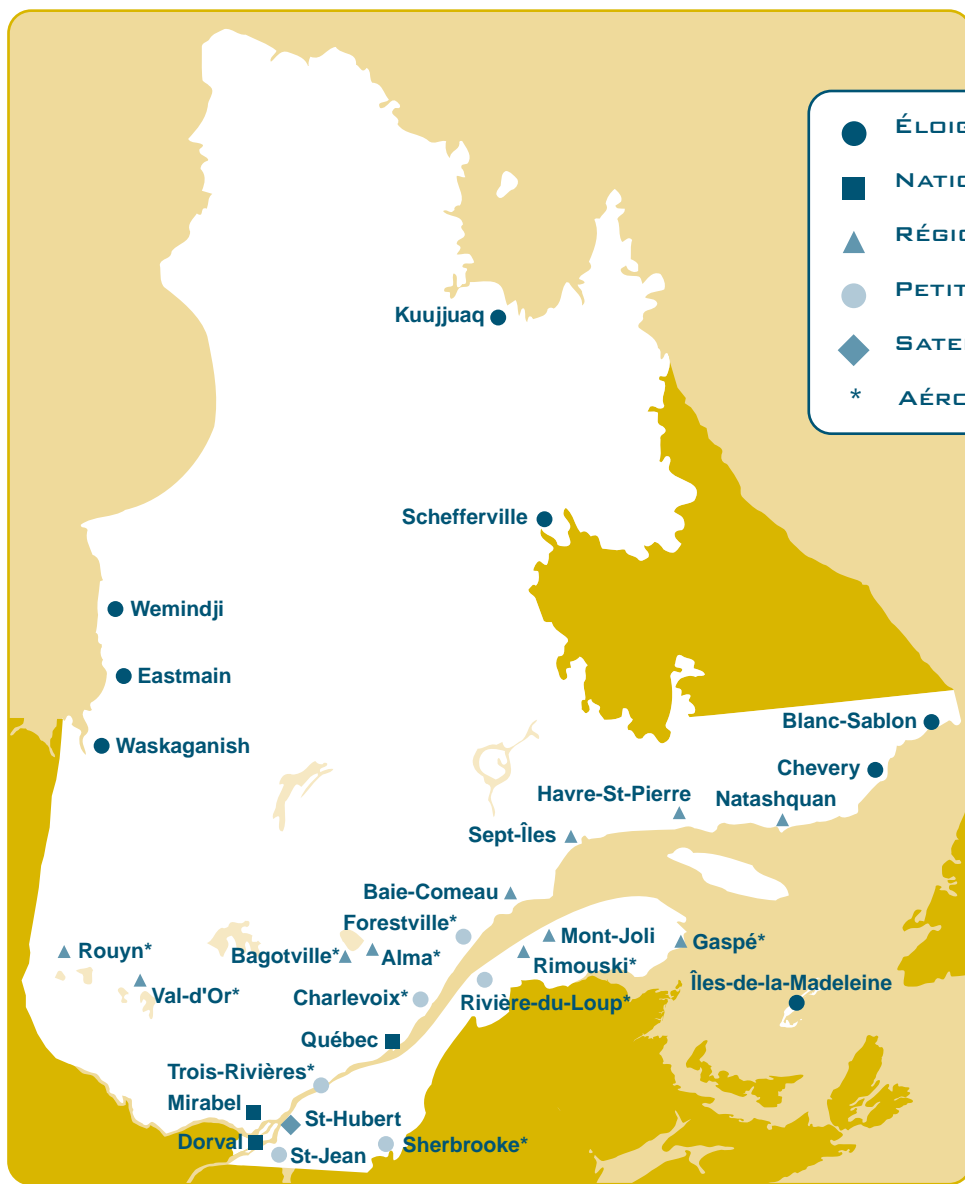 ÉLOIG
NATIO
RÉGIO
PETIT
SATEL
* AÉRO
Kuujjuaq
Schefferville
Wemindji
Eastmain
Waskaganish
Blanc-Sablon
Chevery
Havre-St-Pierre
Natashquan
Sept-Îles
Baie-Comeau
Forestville*
Mont-Joli
Gaspé*
Rouyn*
Bagotville*
Alma*
Rimouski*
Val-d'Or*
Charlevoix*
Rivière-du-Loup*
Îles-de-la-Madeleine
Québec
Trois-Rivières*
Mirabel
St-Hubert
Dorval
St-Jean
Sherbrooke*